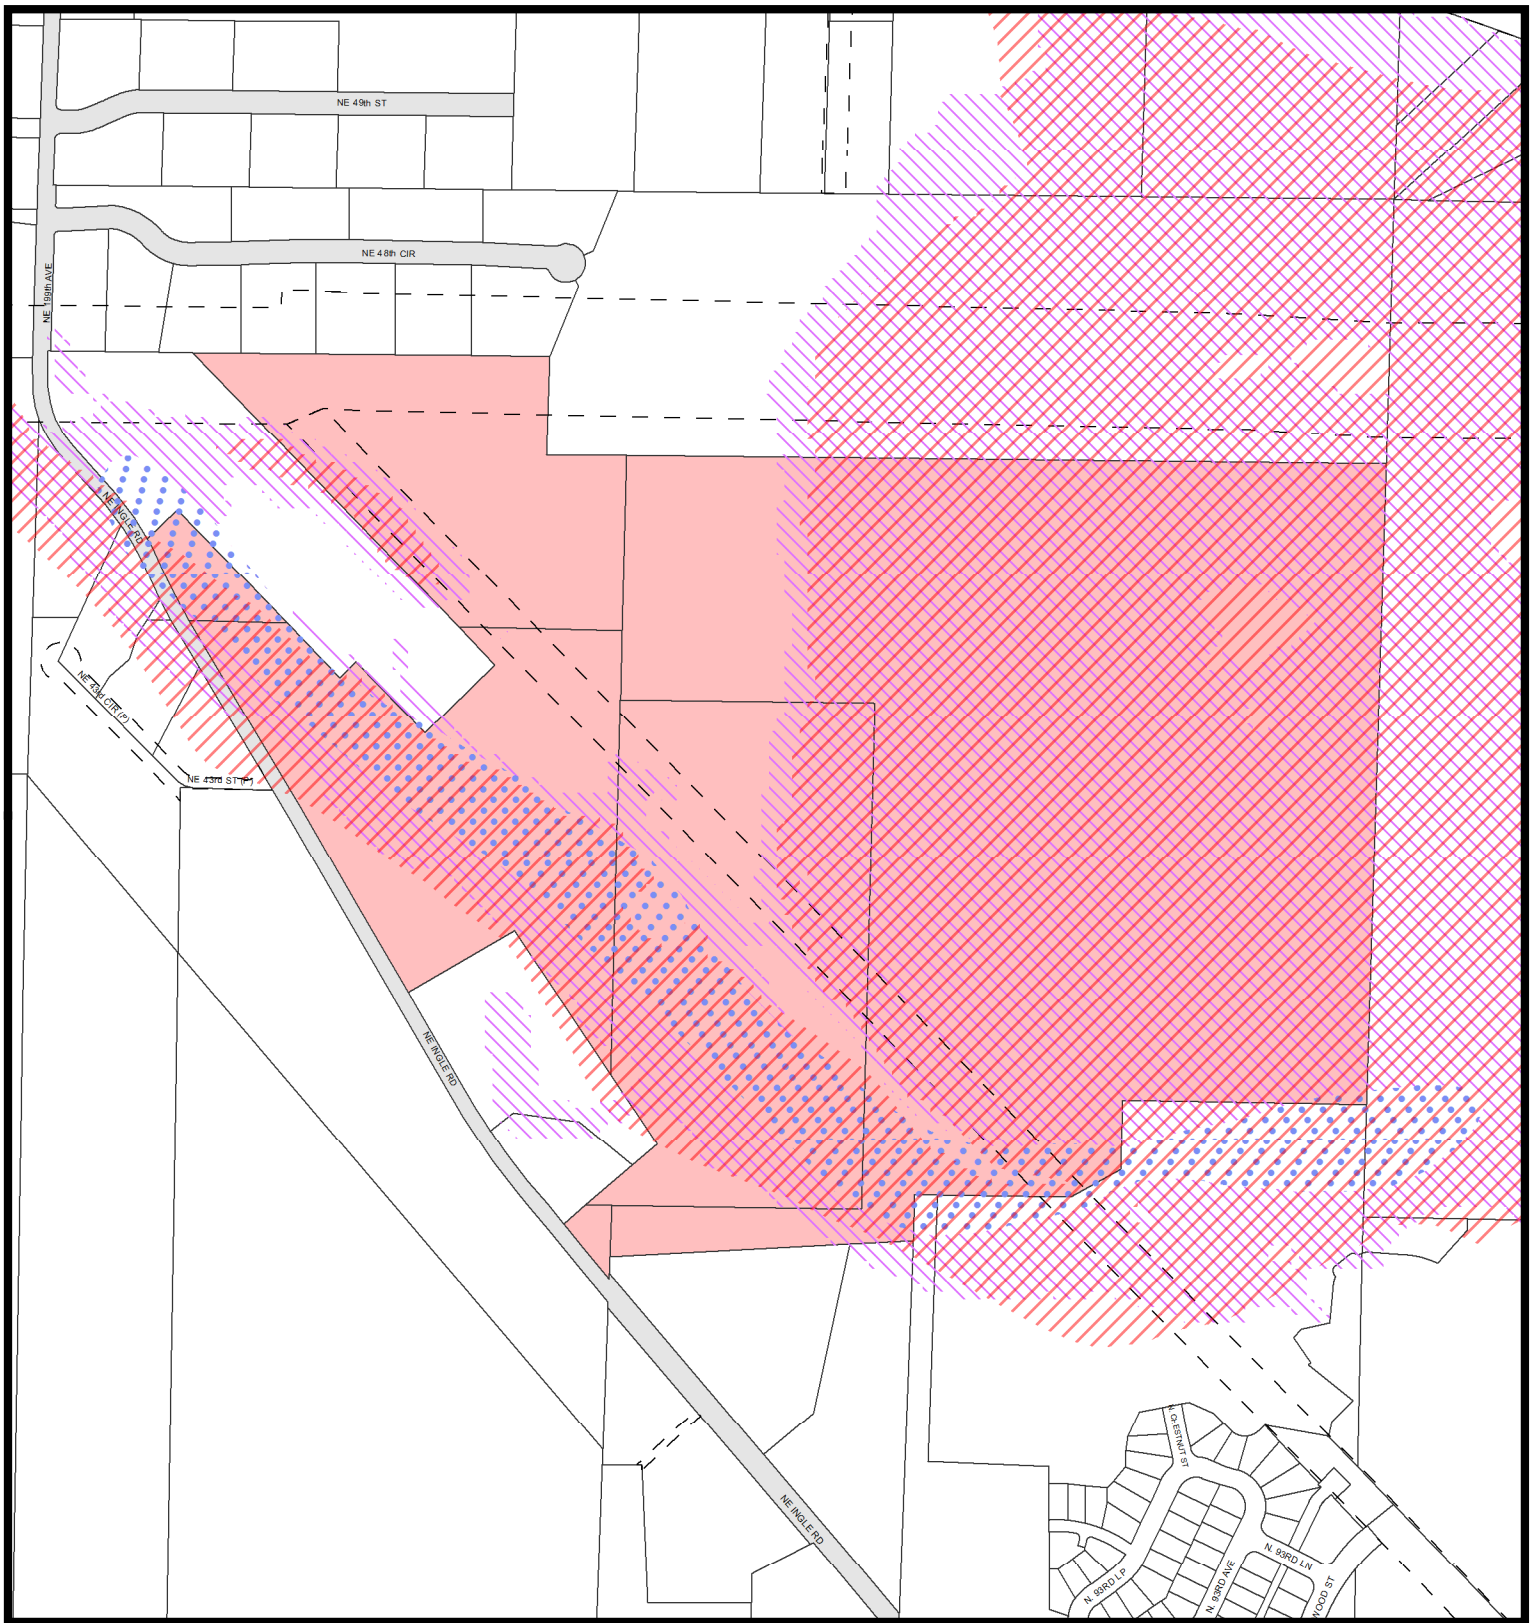 NE 49th ST
NE 48th CIR
NE 199th AVE
NE INGLE RD
NE 43rd CIR (P)
NE 43rd ST (P)
NE INGLE RD
N. CHESTNUT ST
NE INGLE RD
N. 93RD LN
N. 93RD LP
N. 93RD AVE
WOOD ST